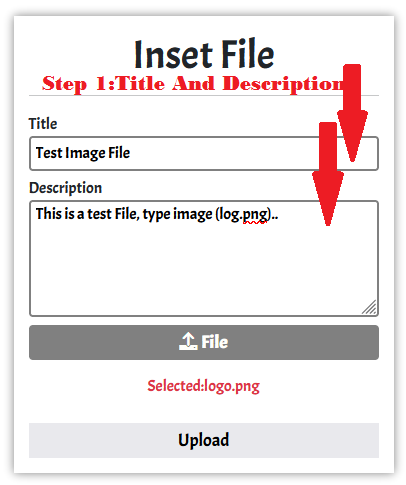 Inset File
Step 1:Title And Description
Title
Test Image File
Description
This is a test File, type image (log.png)..
File
Selected:logo.png
Upload